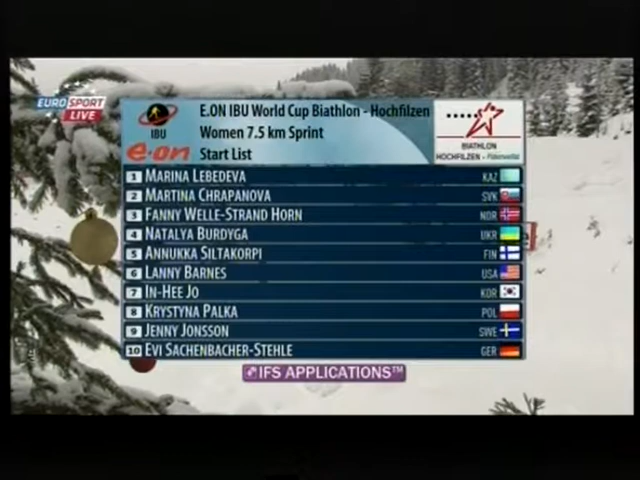 EUROSPORT
LIVE
IBU
e.on
E.ON IBU World Cup Biathlon - Hochfilzen
Women 7.5 km Sprint
Start List
BIATHLON
HOCHFILZEN - Pillerseetal
1 MARINA LEBEDEVA KAZ
2 MARTINA CHRAPANOVA SVK
3 FANNY WELLE-STRAND HORN NOR
4 NATALYA BURDYGA UKR
5 ANNUKKA SILTAKORPI FIN
6 LANNY BARNES USA
7 IN-HEE JO KOR
8 KRYSTYNA PALKA POL
9 JENNY JONSSON SWE
10 EVI SACHENBACHER-STEHLE GER
IFS APPLICATIONS™